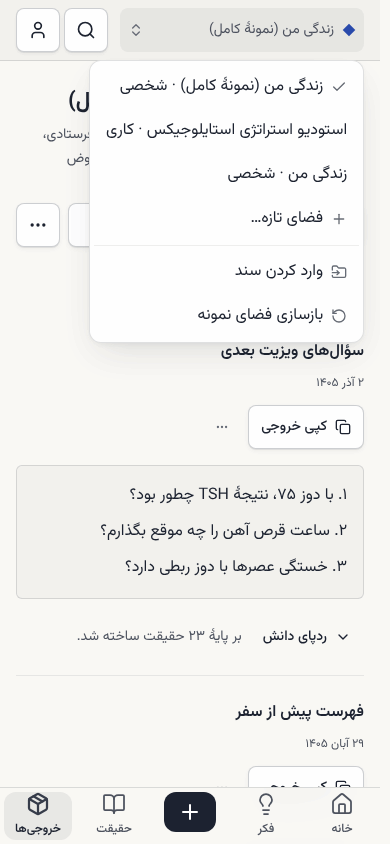 زندگی من (نمونهٔ کامل)
زندگی من (نمونهٔ کامل) · شخصی
استودیو استراتژی استایلوجیکس · کاری
زندگی من · شخصی
فضای تازه...
وارد کردن سند
بازسازی فضای نمونه
سؤال‌های ویزیت بعدی
۲ آذر ۱۴۰۵
کپی خروجی
۱. با دوز ۷۵، نتیجهٔ TSH چطور بود؟
۲. ساعت قرص آهن را چه موقع بگذارم؟
۳. خستگی عصرها با دوز ربطی دارد؟
ردپای دانش
بر پایهٔ ۲۳ حقیقت ساخته شد.
فهرست پیش از سفر
۲۹ آبان ۱۴۰۵
خانه
فکر
حقیقت
خروجی‌ها